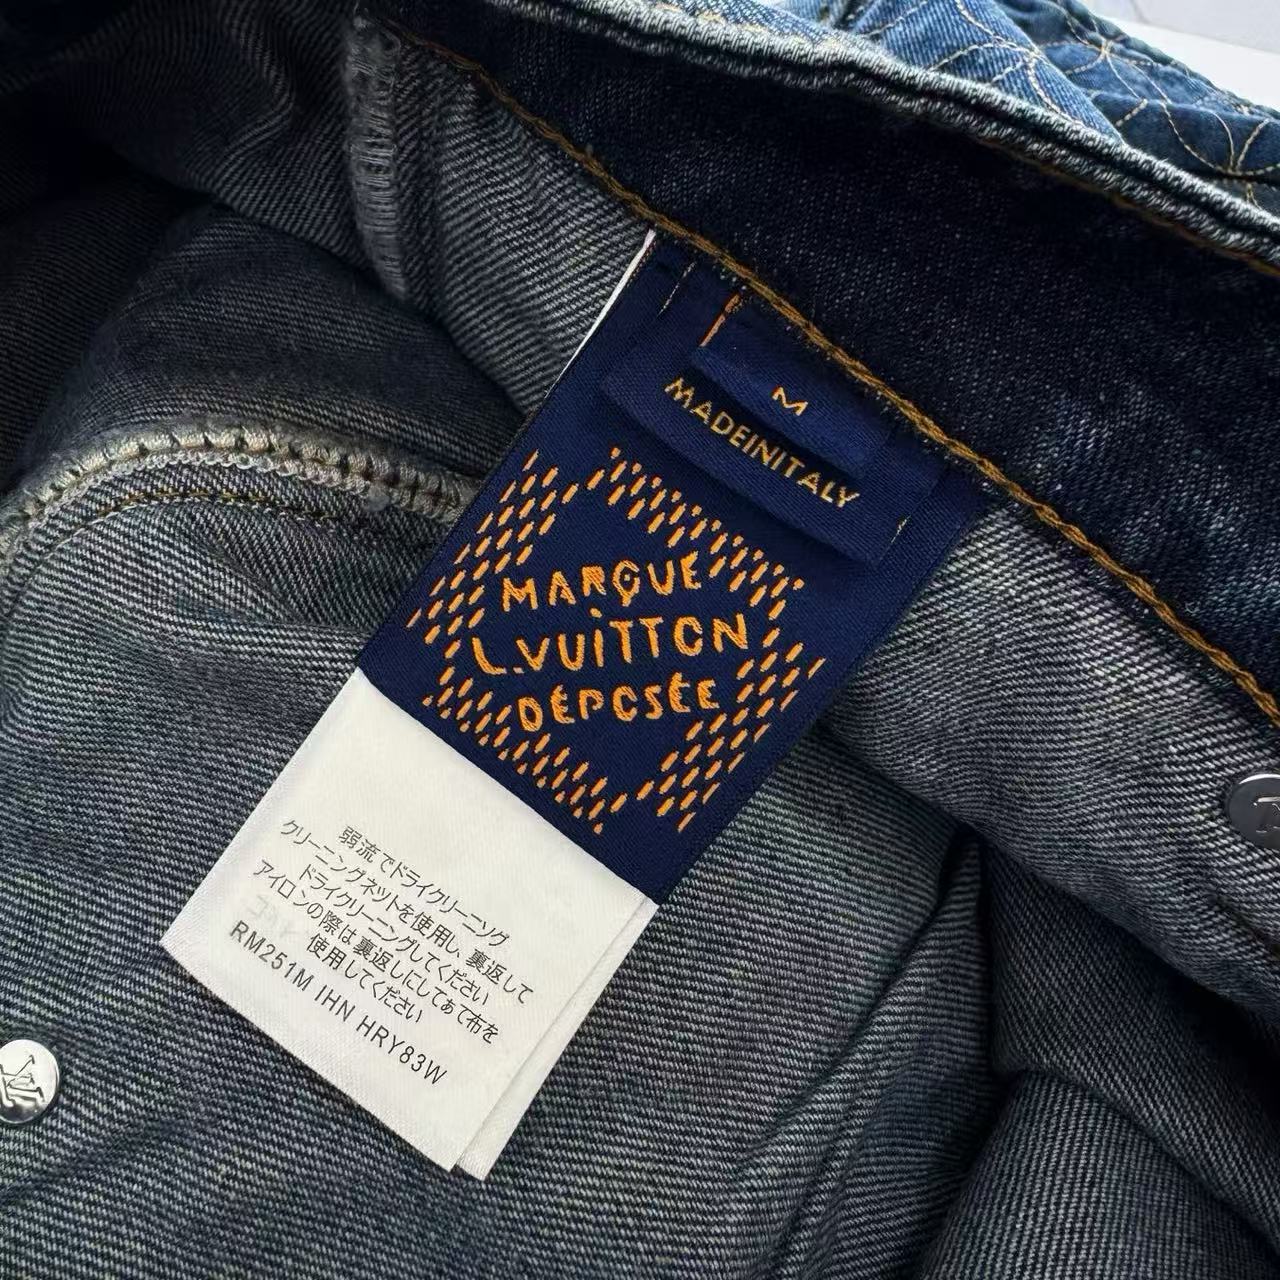 M
MADEINITALY
MARQUE
L.VUITTON
DÉPOSÉE
弱流でドライクリーニング
クリーニングネットを使用し、裏返して
ドライクリーニングしてください
アイロンの際は裏返しにしてあて布を
使用してください
RM251M IHN HRY83W
LV